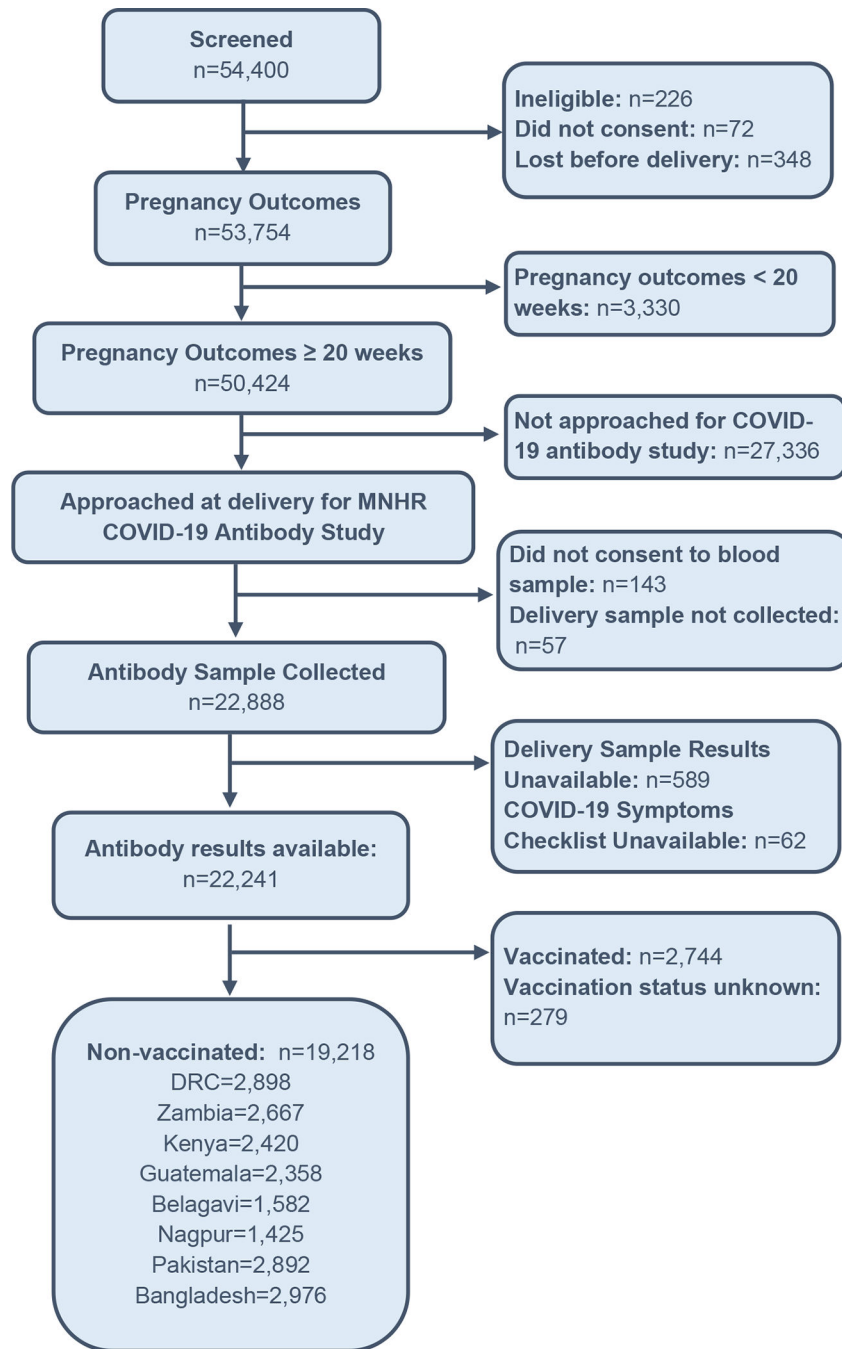 Screened
n=54,400
Ineligible: n=226
Did not consent: n=72
Lost before delivery: n=348
Pregnancy Outcomes
n=53,754
Pregnancy outcomes < 20
weeks: n=3,330
Pregnancy Outcomes ≥ 20 weeks
n=50,424
Not approached for COVID-
19 antibody study: n=27,336
Approached at delivery for MNHR
COVID-19 Antibody Study
Did not consent to blood
sample: n=143
Delivery sample not collected:
n=57
Antibody Sample Collected
n=22,888
Delivery Sample Results
Unavailable: n=589
COVID-19 Symptoms
Checklist Unavailable: n=62
Antibody results available:
n=22,241
Vaccinated: n=2,744
Vaccination status unknown:
n=279
Non-vaccinated: n=19,218
DRC=2,898
Zambia=2,667
Kenya=2,420
Guatemala=2,358
Belagavi=1,582
Nagpur=1,425
Pakistan=2,892
Bangladesh=2,976